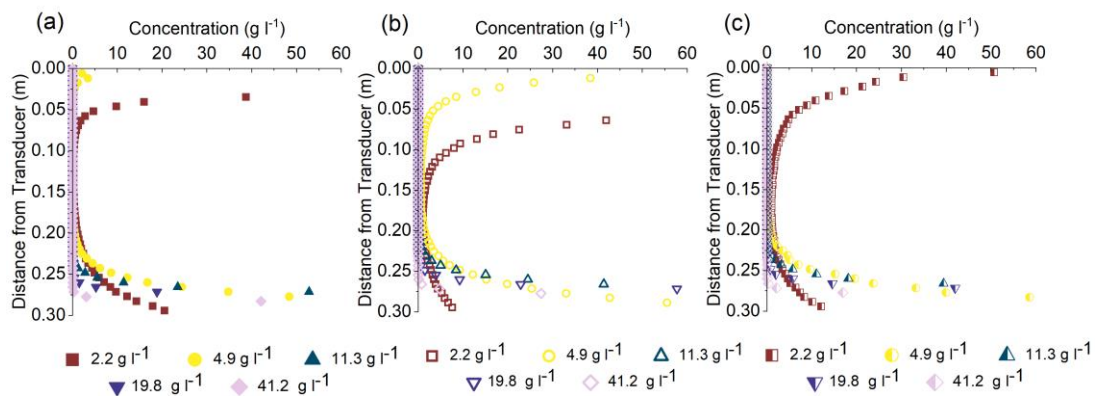 (a) Concentration (g l⁻¹)
0 10 20 30 40 50 60
Distance from Transducer (m)
0.00
0.05
0.10
0.15
0.20
0.25
0.30
2.2 g l⁻¹ 4.9 g l⁻¹ 11.3 g l⁻¹
19.8 g l⁻¹ 41.2 g l⁻¹
(b) Concentration (g l⁻¹)
0 10 20 30 40 50 60
Distance from Transducer (m)
0.00
0.05
0.10
0.15
0.20
0.25
0.30
2.2 g l⁻¹ 4.9 g l⁻¹ 11.3 g l⁻¹
19.8 g l⁻¹ 41.2 g l⁻¹
(c) Concentration (g l⁻¹)
0 10 20 30 40 50 60
Distance from Transducer (m)
0.00
0.05
0.10
0.15
0.20
0.25
0.30
2.2 g l⁻¹ 4.9 g l⁻¹ 11.3 g l⁻¹
19.8 g l⁻¹ 41.2 g l⁻¹